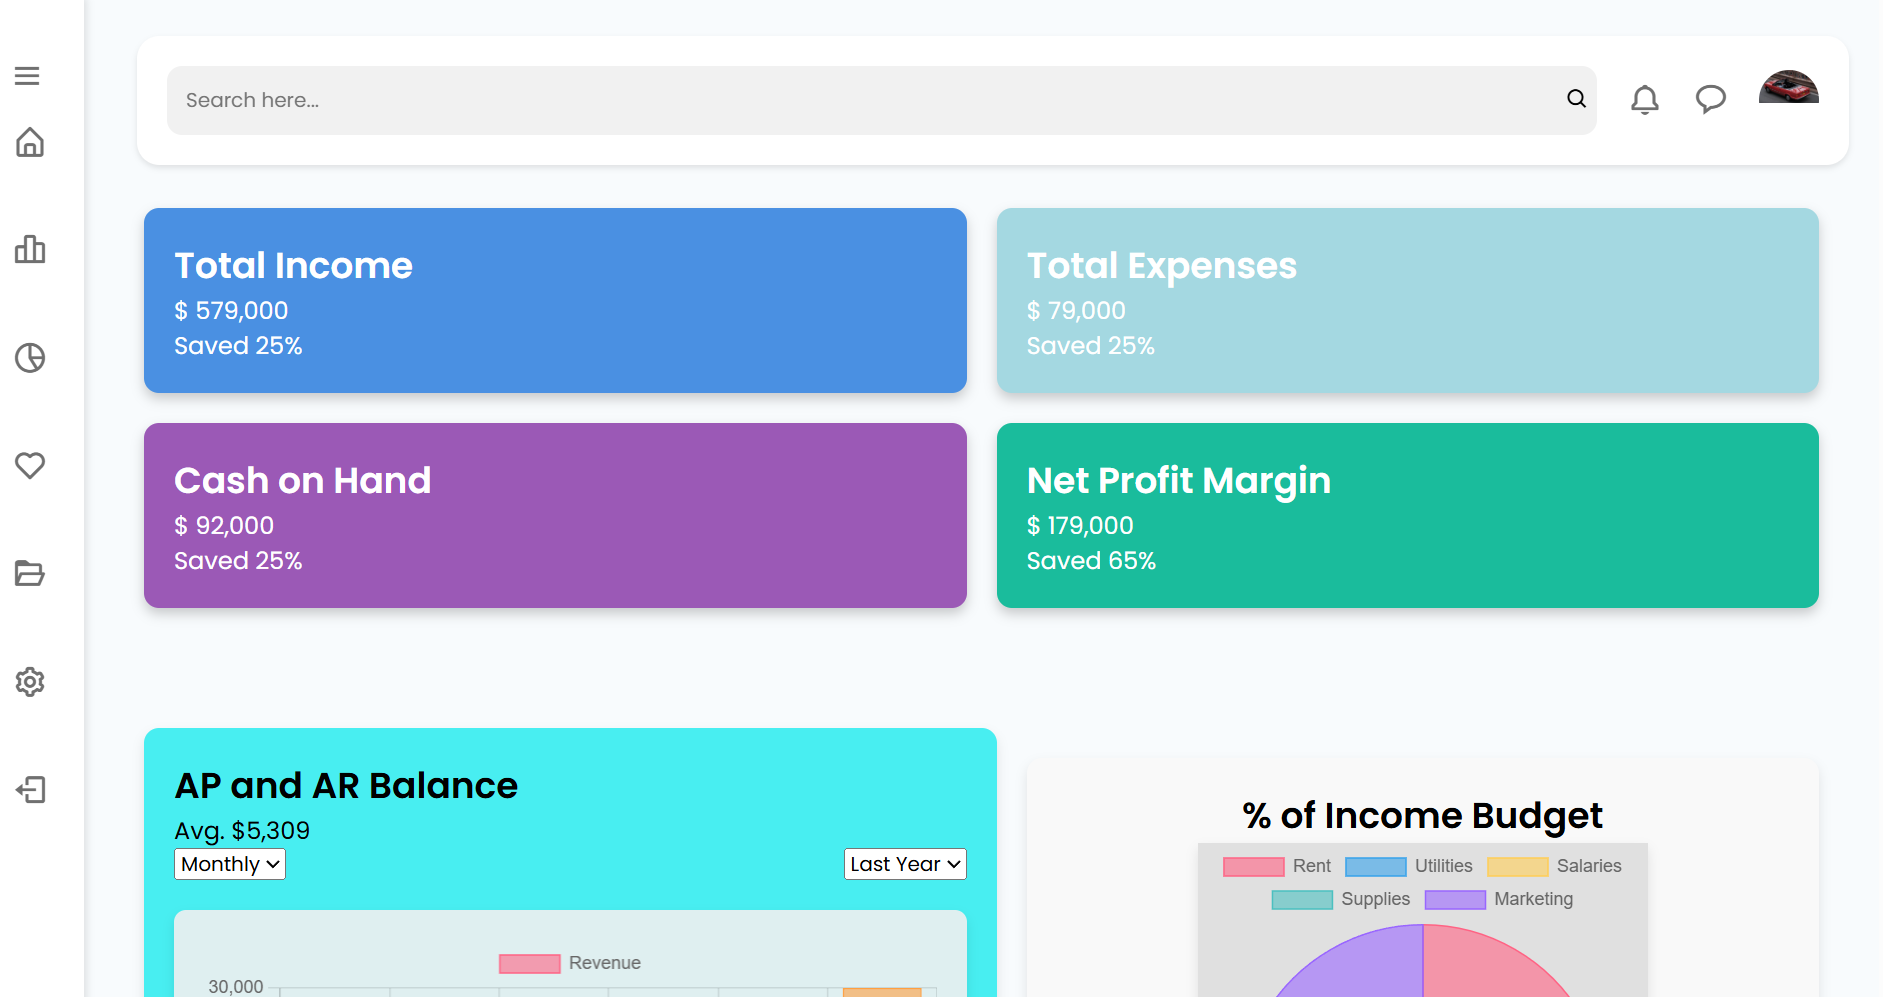 Search here...
Total Income
$ 579,000
Saved 25%
Total Expenses
$ 79,000
Saved 25%
Cash on Hand
$ 92,000
Saved 25%
Net Profit Margin
$ 179,000
Saved 65%
AP and AR Balance
Avg. $5,309
Monthly
Last Year
Revenue
30,000
% of Income Budget
Rent Utilities Salaries
Supplies Marketing